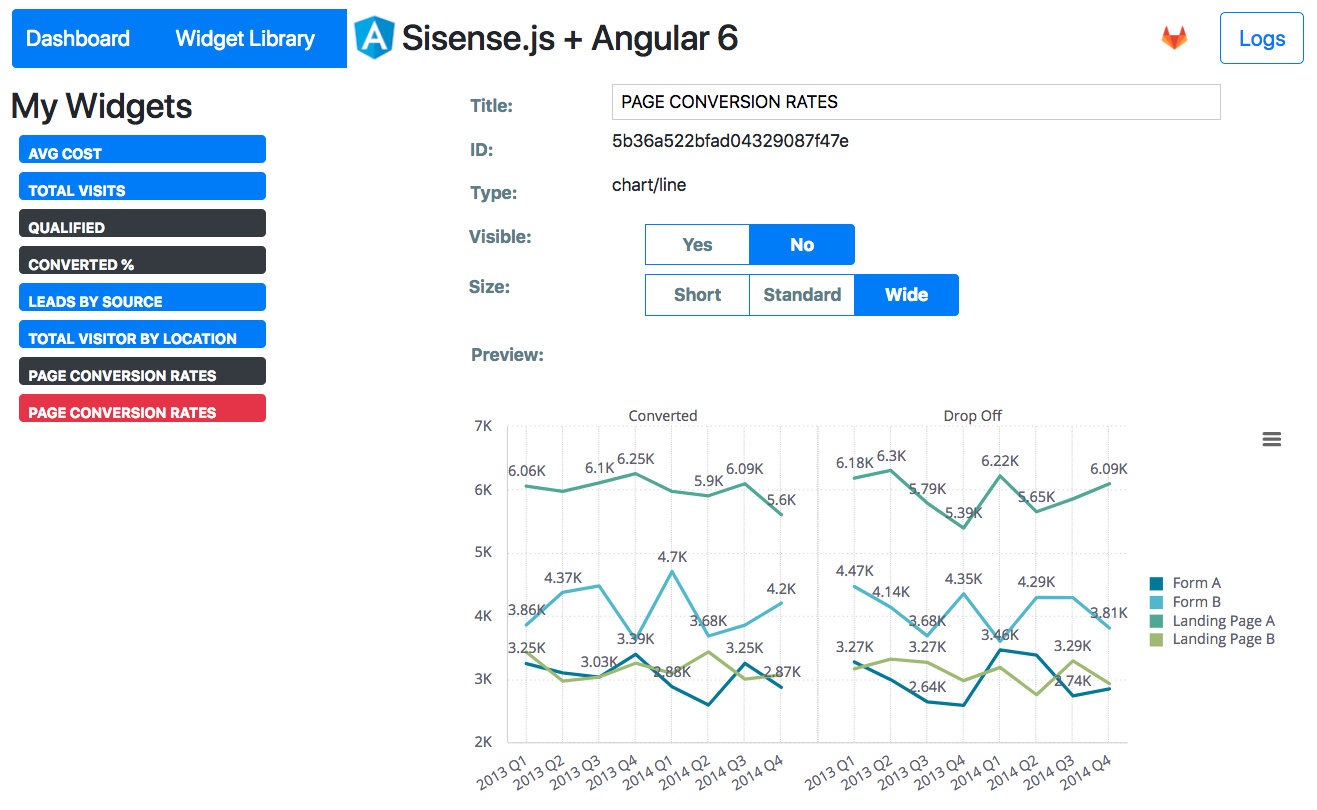 Dashboard Widget Library Sisense.js + Angular 6 Logs
My Widgets
AVG COST
TOTAL VISITS
QUALIFIED
CONVERTED %
LEADS BY SOURCE
TOTAL VISITOR BY LOCATION
PAGE CONVERSION RATES
PAGE CONVERSION RATES
Title: PAGE CONVERSION RATES
ID: 5b36a522bfad04329087f47e
Type: chart/line
Visible: Yes No
Size: Short Standard Wide
Preview:
Converted Drop Off
7K
6K
5K
4K
3K
2K
6.06K 6.1K 6.25K 5.9K 6.09K 5.6K
3.86K 4.37K 4.7K 3.68K 4.2K
3.25K 3.03K 3.39K 2.88K 3.25K 2.87K
6.18K 6.3K 5.79K 5.39K 6.22K 5.65K 6.09K
4.47K 4.14K 3.68K 4.35K 4.29K 3.81K
3.27K 3.27K 2.64K 3.46K 3.29K 2.74K
2013 Q1 2013 Q2 2013 Q3 2013 Q4 2014 Q1 2014 Q2 2014 Q3 2014 Q4
2013 Q1 2013 Q2 2013 Q3 2013 Q4 2014 Q1 2014 Q2 2014 Q3 2014 Q4
Form A
Form B
Landing Page A
Landing Page B